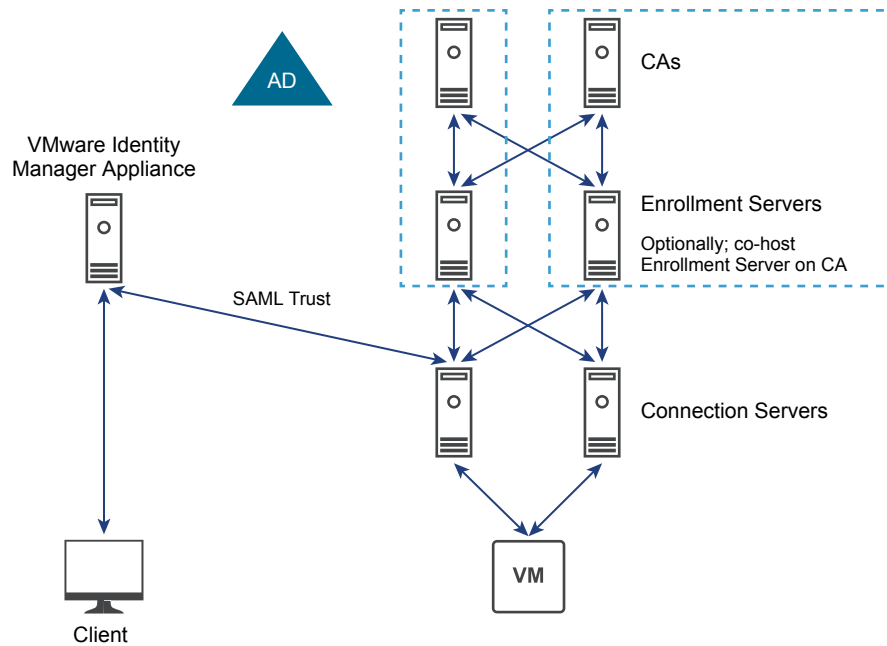 AD
CAs
VMware Identity
Manager Appliance
Enrollment Servers
Optionally; co-host
Enrollment Server on CA
SAML Trust
Connection Servers
VM
Client